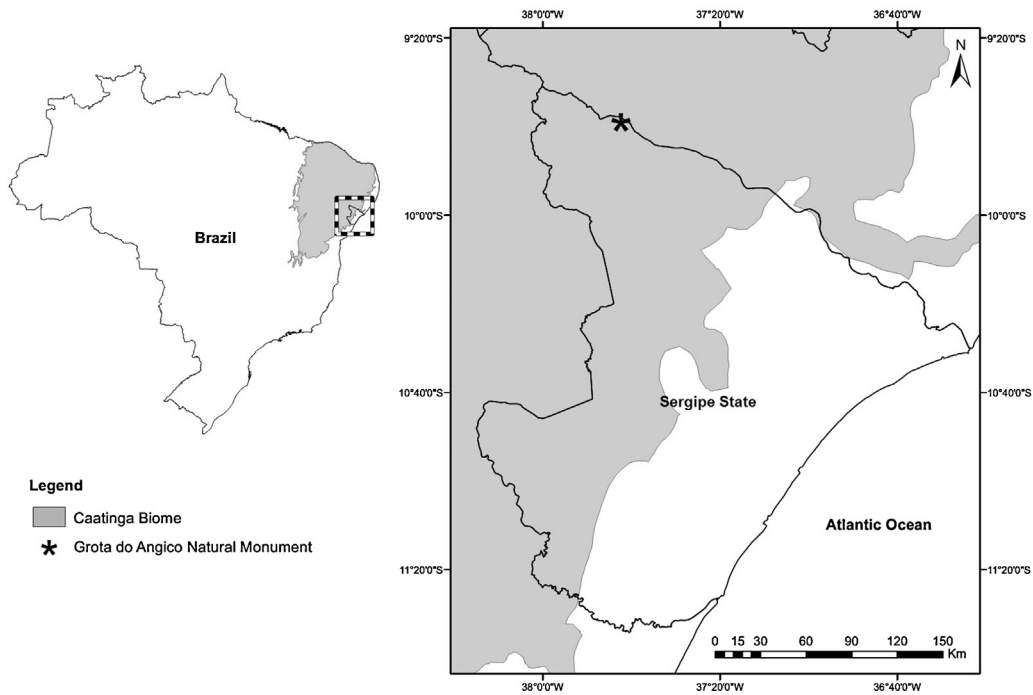 38°0'0"W 37°20'0"W 36°40'0"W
9°20'0"S 9°20'0"S
N
10°0'0"S 10°0'0"S
Brazil
10°40'0"S 10°40'0"S
Sergipe State
Legend
Caatinga Biome
Grota do Angico Natural Monument
Atlantic Ocean
11°20'0"S 11°20'0"S
0 15 30 60 90 120 150
Km
38°0'0"W 37°20'0"W 36°40'0"W